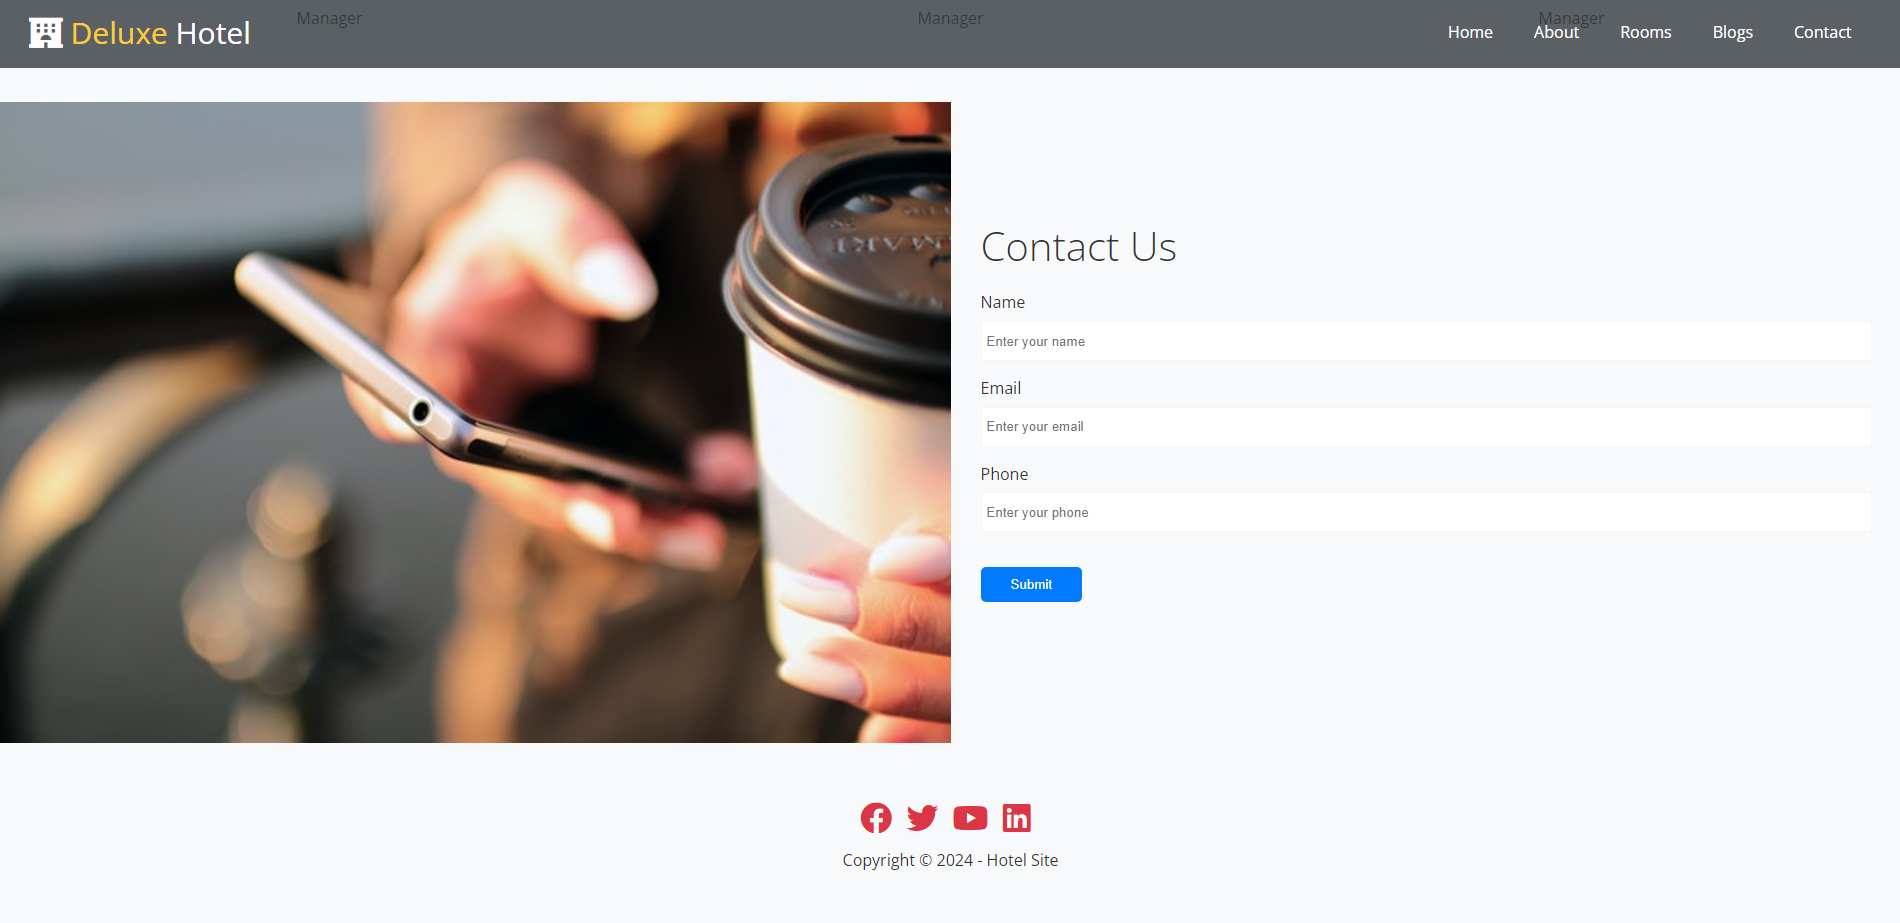 Deluxe Hotel
Manager
Manager
Manager
Home
About
Rooms
Blogs
Contact
Contact Us
Name
Enter your name
Email
Enter your email
Phone
Enter your phone
Submit
Copyright © 2024 - Hotel Site